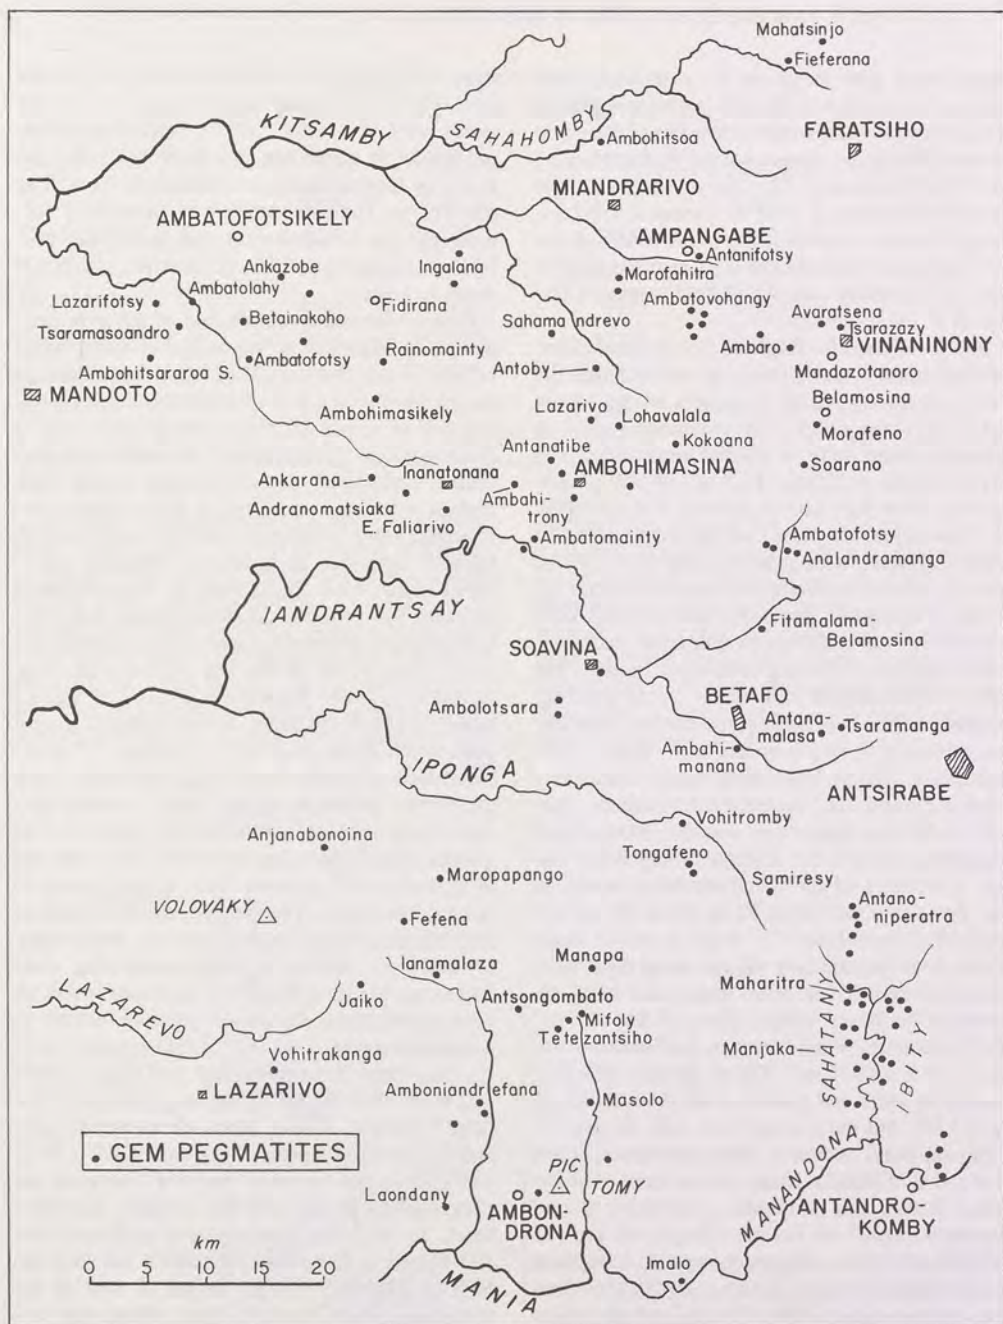 Mahatsinjo
Fieferana
KITSAMBY
SAHAHOMBY
Ambohitsoa
FARATSIHO
MIANDRARIVO
AMBATOFOTSIKELY
AMPANGABE
Antanifotsy
Ankazobe
Ingalana
Marofahitra
Lazarifotsy
Ambatolahy
Fidirana
Ambatovohangy
Tsaramasoandro
Betainakoho
Sahama ndrevo
Avaratsena
Tsarazazy
VINANINONY
Ambohitsararoa S.
Ambatofotsy
Rainomainty
Antoby
Ambaro
Mandazotanoro
MANDOTO
Ambohimasikely
Lazarivo
Lohavalala
Belamosina
Morafeno
Antanatibe
Kokoana
Soarano
Ankarana
Inanatonana
AMBOHIMASINA
Andranomatsiaka
E. Faliarivo
Ambahi-
trony
Ambatomainty
Ambatofotsy
Analandramanga
IANDRANTSAY
Fitamalama-
Belamosina
SOAVINA
Ambolotsara
BETAFO
Antana-
malasa
Tsaramanga
Ambahi-
manana
IPONGA
ANTSIRABE
Vohitromby
Anjanabonoina
Tongafeno
Maropapango
Samiresy
VOLOVAKY
Fefena
Antano-
niperatra
Ianamalaza
Manapa
Maharitra
LAZAREVO
Jaiko
Antsongombato
Mifoly
Tetezantsiho
SAHATANY
IBITY
Manjaka
Vohitrakanga
LAZARIVO
Amboniandrefana
Masolo
GEM PEGMATITES
PIC
TOMY
MANANDONA
Laondany
AMBON-
DRONA
ANTANDRO-
KOMBY
km
0 5 10 15 20
MANIA
Imalo